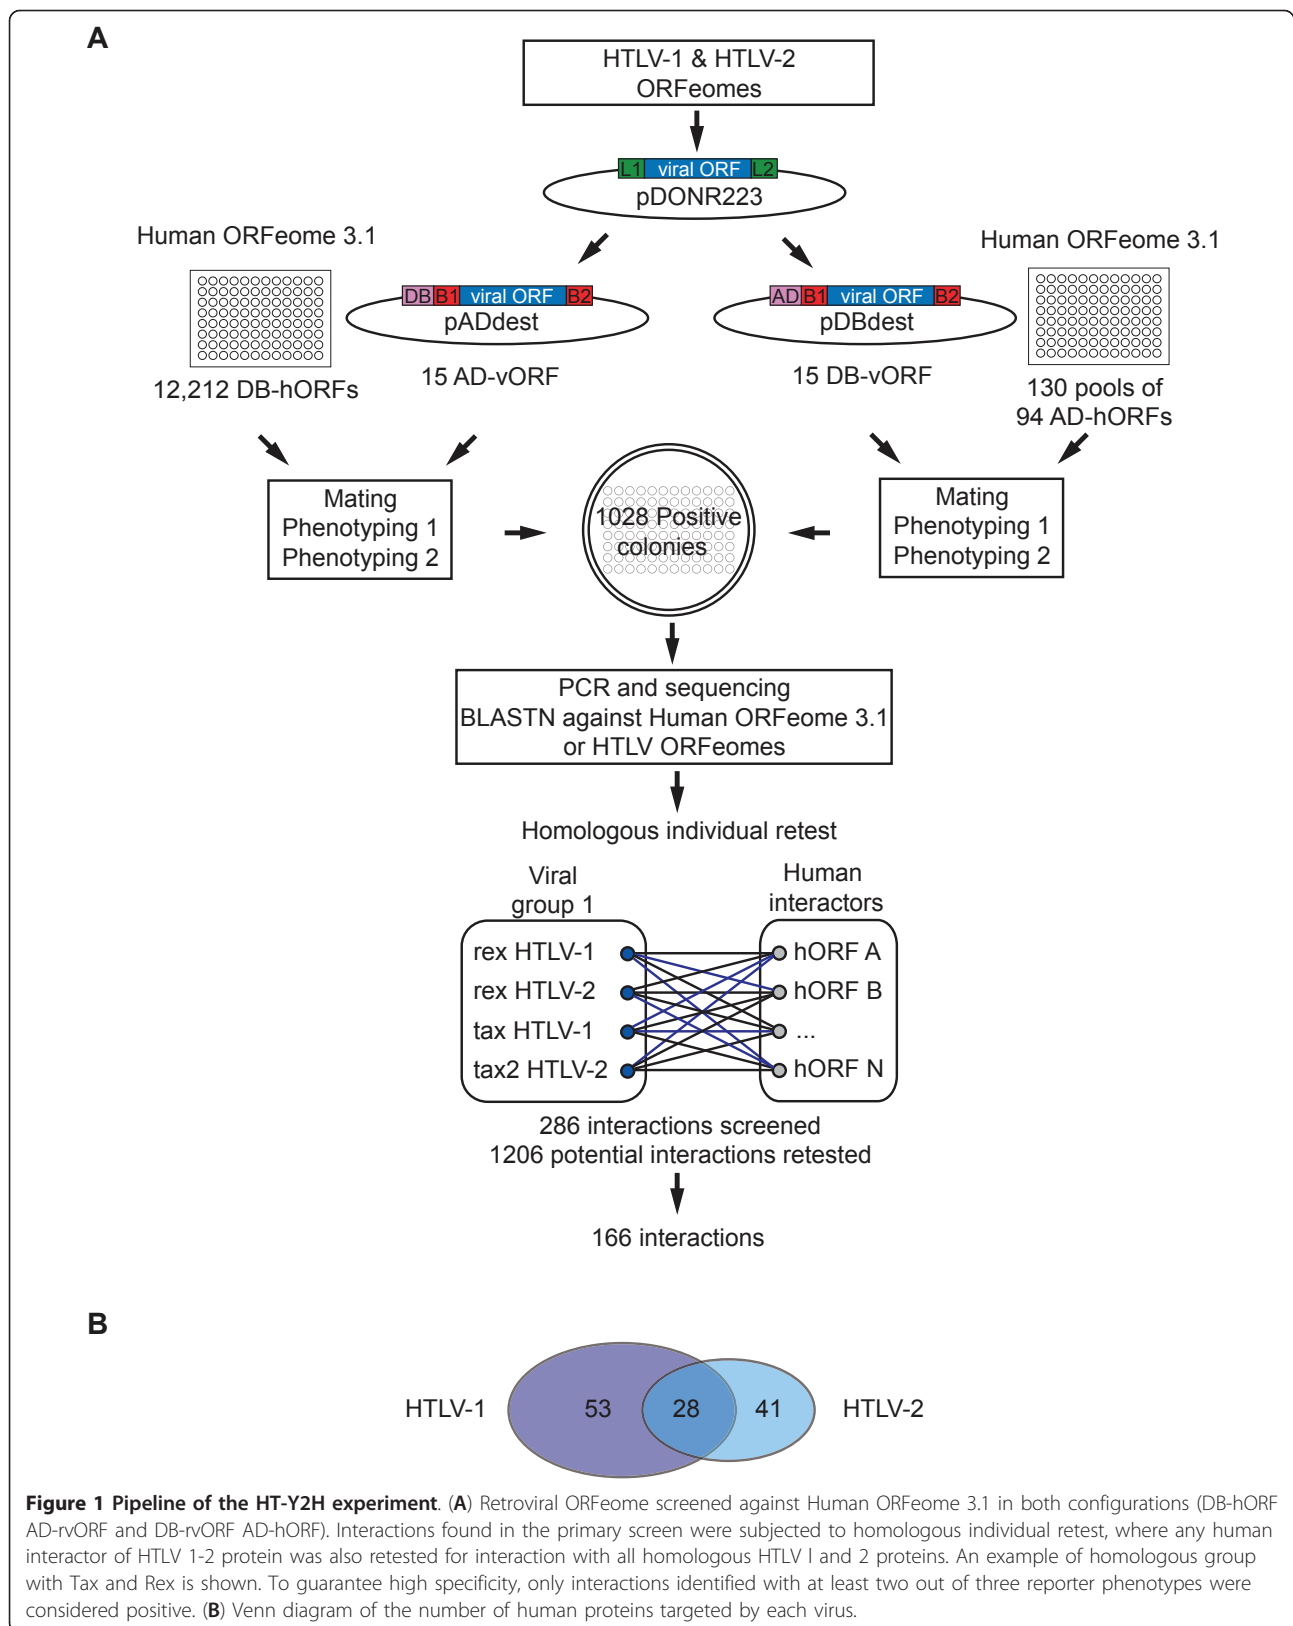 A
HTLV-1 & HTLV-2
ORFeomes
L1 viral ORF L2
pDONR223
Human ORFeome 3.1
Human ORFeome 3.1
DB B1 viral ORF B2
pADdest
AD B1 viral ORF B2
pDBdest
12,212 DB-hORFs
15 AD-vORF
15 DB-vORF
130 pools of
94 AD-hORFs
Mating
Phenotyping 1
Phenotyping 2
1028 Positive
colonies
Mating
Phenotyping 1
Phenotyping 2
PCR and sequencing
BLASTN against Human ORFeome 3.1
or HTLV ORFeomes
Homologous individual retest
Viral
group 1
Human
interactors
rex HTLV-1
hORF A
rex HTLV-2
hORF B
tax HTLV-1
...
tax2 HTLV-2
hORF N
286 interactions screened
1206 potential interactions retested
166 interactions
B
HTLV-1 53 28 41 HTLV-2
Figure 1 Pipeline of the HT-Y2H experiment. (A) Retroviral ORFeome screened against Human ORFeome 3.1 in both configurations (DB-hORF
AD-rvORF and DB-rvORF AD-hORF). Interactions found in the primary screen were subjected to homologous individual retest, where any human
interactor of HTLV 1-2 protein was also retested for interaction with all homologous HTLV l and 2 proteins. An example of homologous group
with Tax and Rex is shown. To guarantee high specificity, only interactions identified with at least two out of three reporter phenotypes were
considered positive. (B) Venn diagram of the number of human proteins targeted by each virus.